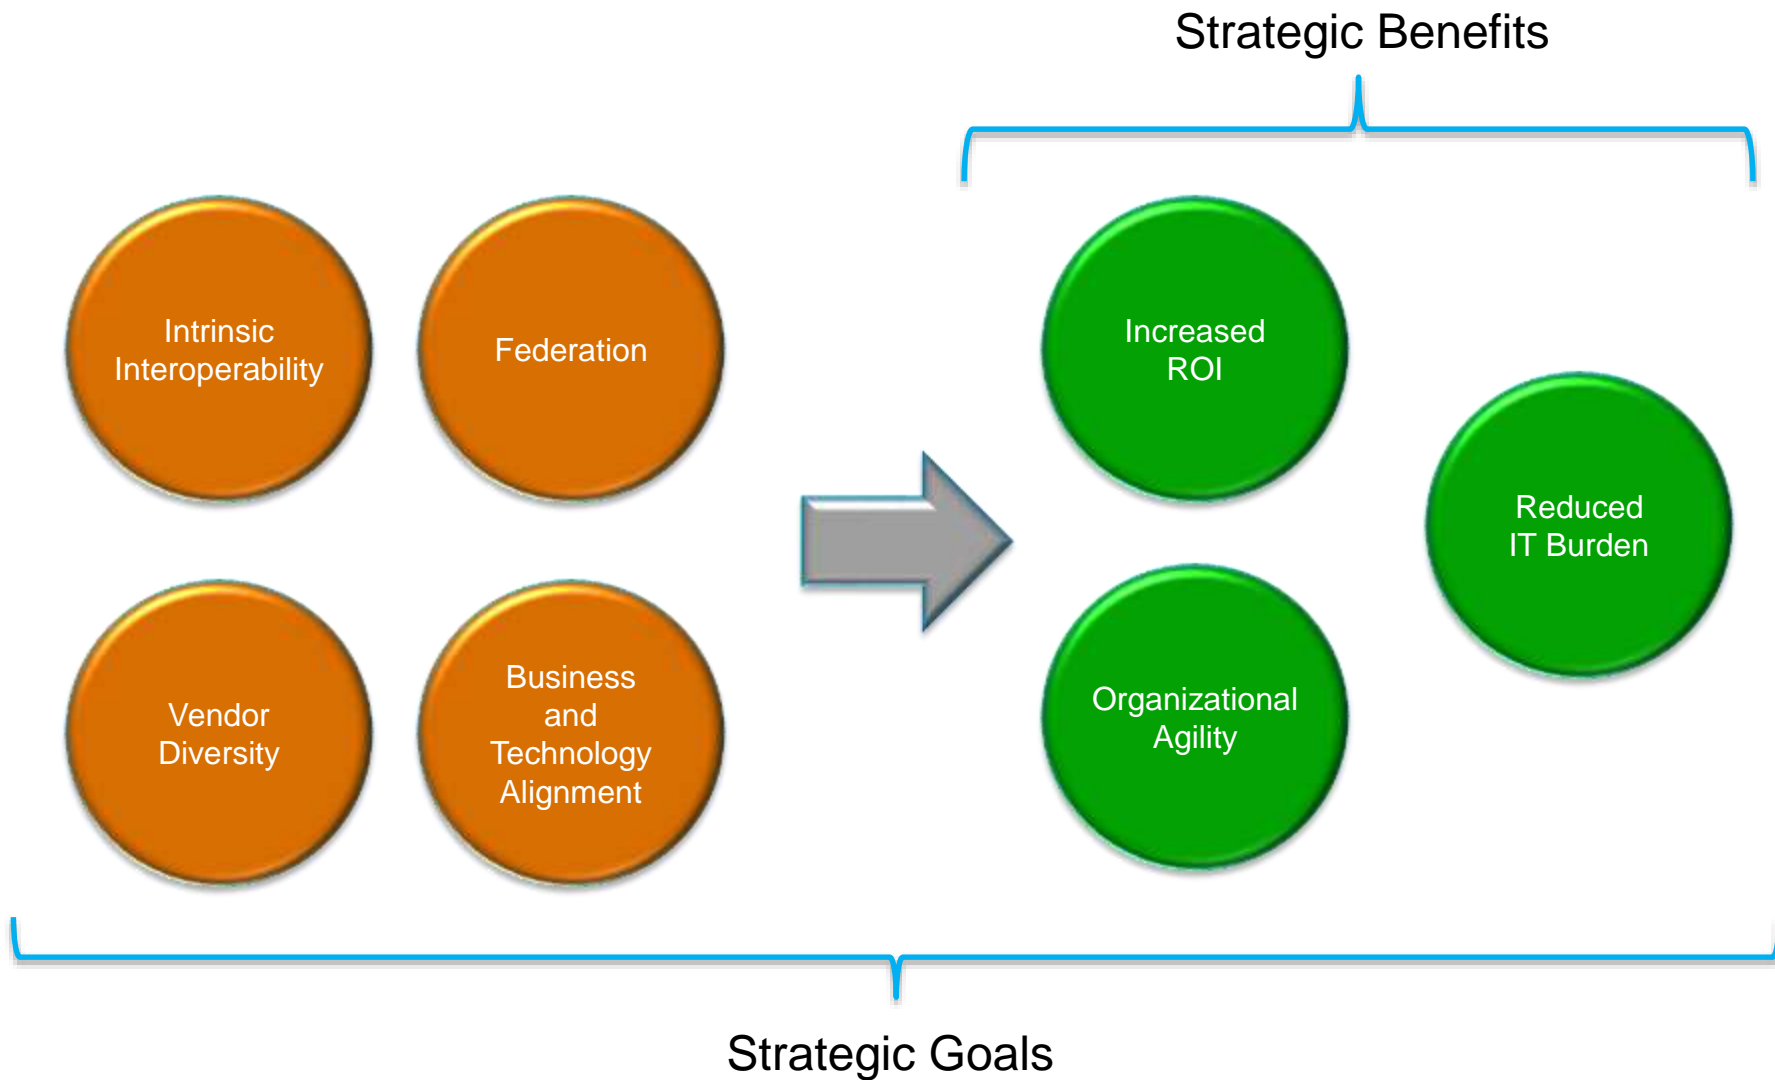 Strategic Benefits
Intrinsic
Interoperability
Federation
Increased
ROI
Reduced
IT Burden
Vendor
Diversity
Business
and
Technology
Alignment
Organizational
Agility
Strategic Goals